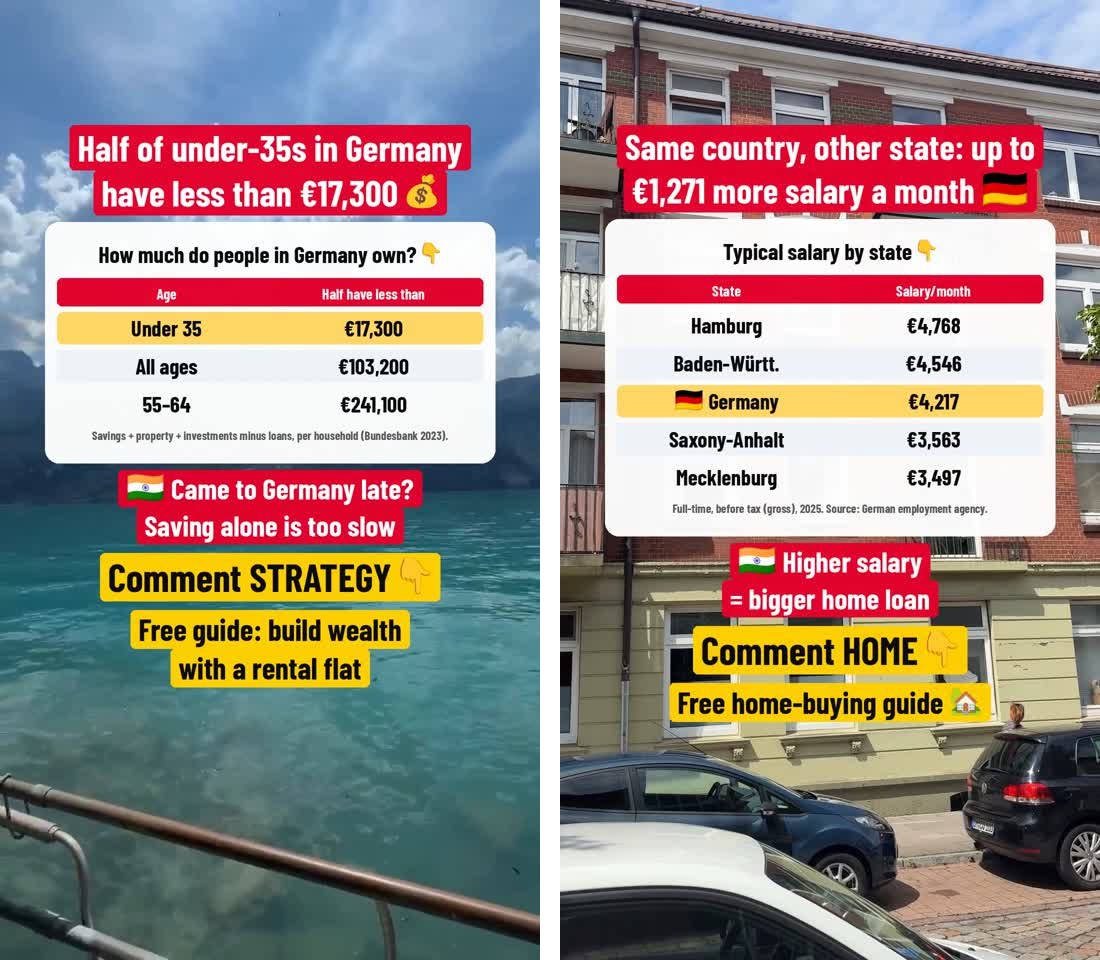 Half of under-35s in Germany
have less than €17,300 💰
How much do people in Germany own? 👇
Age Half have less than
Under 35 €17,300
All ages €103,200
55–64 €241,100
Savings + property + investments minus loans, per household (Bundesbank 2023).
🇮🇳 Came to Germany late?
Saving alone is too slow
Comment STRATEGY 👇
Free guide: build wealth
with a rental flat
Same country, other state: up to
€1,271 more salary a month 🇩🇪
Typical salary by state 👇
State Salary/month
Hamburg €4,768
Baden-Württ. €4,546
🇩🇪 Germany €4,217
Saxony-Anhalt €3,563
Mecklenburg €3,497
Full-time, before tax (gross), 2025. Source: German employment agency.
🇮🇳 Higher salary
= bigger home loan
Comment HOME 👇
Free home-buying guide 🏡